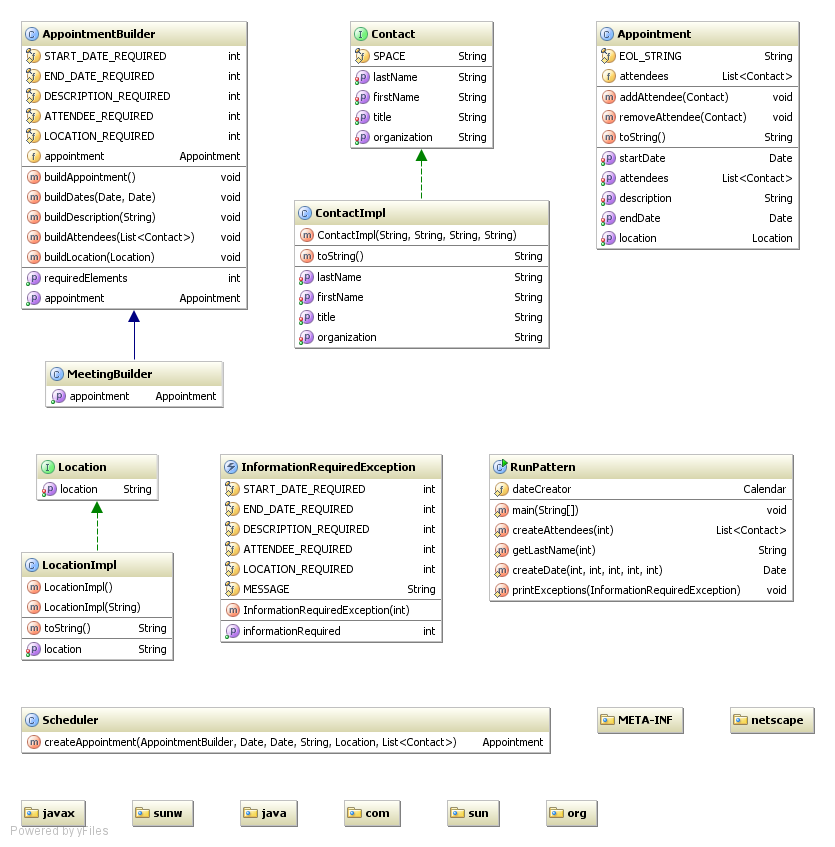 AppointmentBuilder
START_DATE_REQUIRED int
END_DATE_REQUIRED int
DESCRIPTION_REQUIRED int
ATTENDEE_REQUIRED int
LOCATION_REQUIRED int
appointment Appointment
buildAppointment() void
buildDates(Date, Date) void
buildDescription(String) void
buildAttendees(List<Contact>) void
buildLocation(Location) void
requiredElements int
appointment Appointment
MeetingBuilder
appointment Appointment
Contact
SPACE String
lastName String
firstName String
title String
organization String
ContactImpl
ContactImpl(String, String, String, String)
toString() String
lastName String
firstName String
title String
organization String
Appointment
EOL_STRING String
attendees List<Contact>
addAttendee(Contact) void
removeAttendee(Contact) void
toString() String
startDate Date
attendees List<Contact>
description String
endDate Date
location Location
Location
location String
LocationImpl
LocationImpl()
LocationImpl(String)
toString() String
location String
InformationRequiredException
START_DATE_REQUIRED int
END_DATE_REQUIRED int
DESCRIPTION_REQUIRED int
ATTENDEE_REQUIRED int
LOCATION_REQUIRED int
MESSAGE String
InformationRequiredException(int)
informationRequired int
RunPattern
dateCreator Calendar
main(String[]) void
createAttendees(int) List<Contact>
getLastName(int) String
createDate(int, int, int, int, int) Date
printExceptions(InformationRequiredException) void
Scheduler
createAppointment(AppointmentBuilder, Date, Date, String, Location, List<Contact>) Appointment
META-INF
netscape
javax
sunw
java
com
sun
org
Powered by yFiles